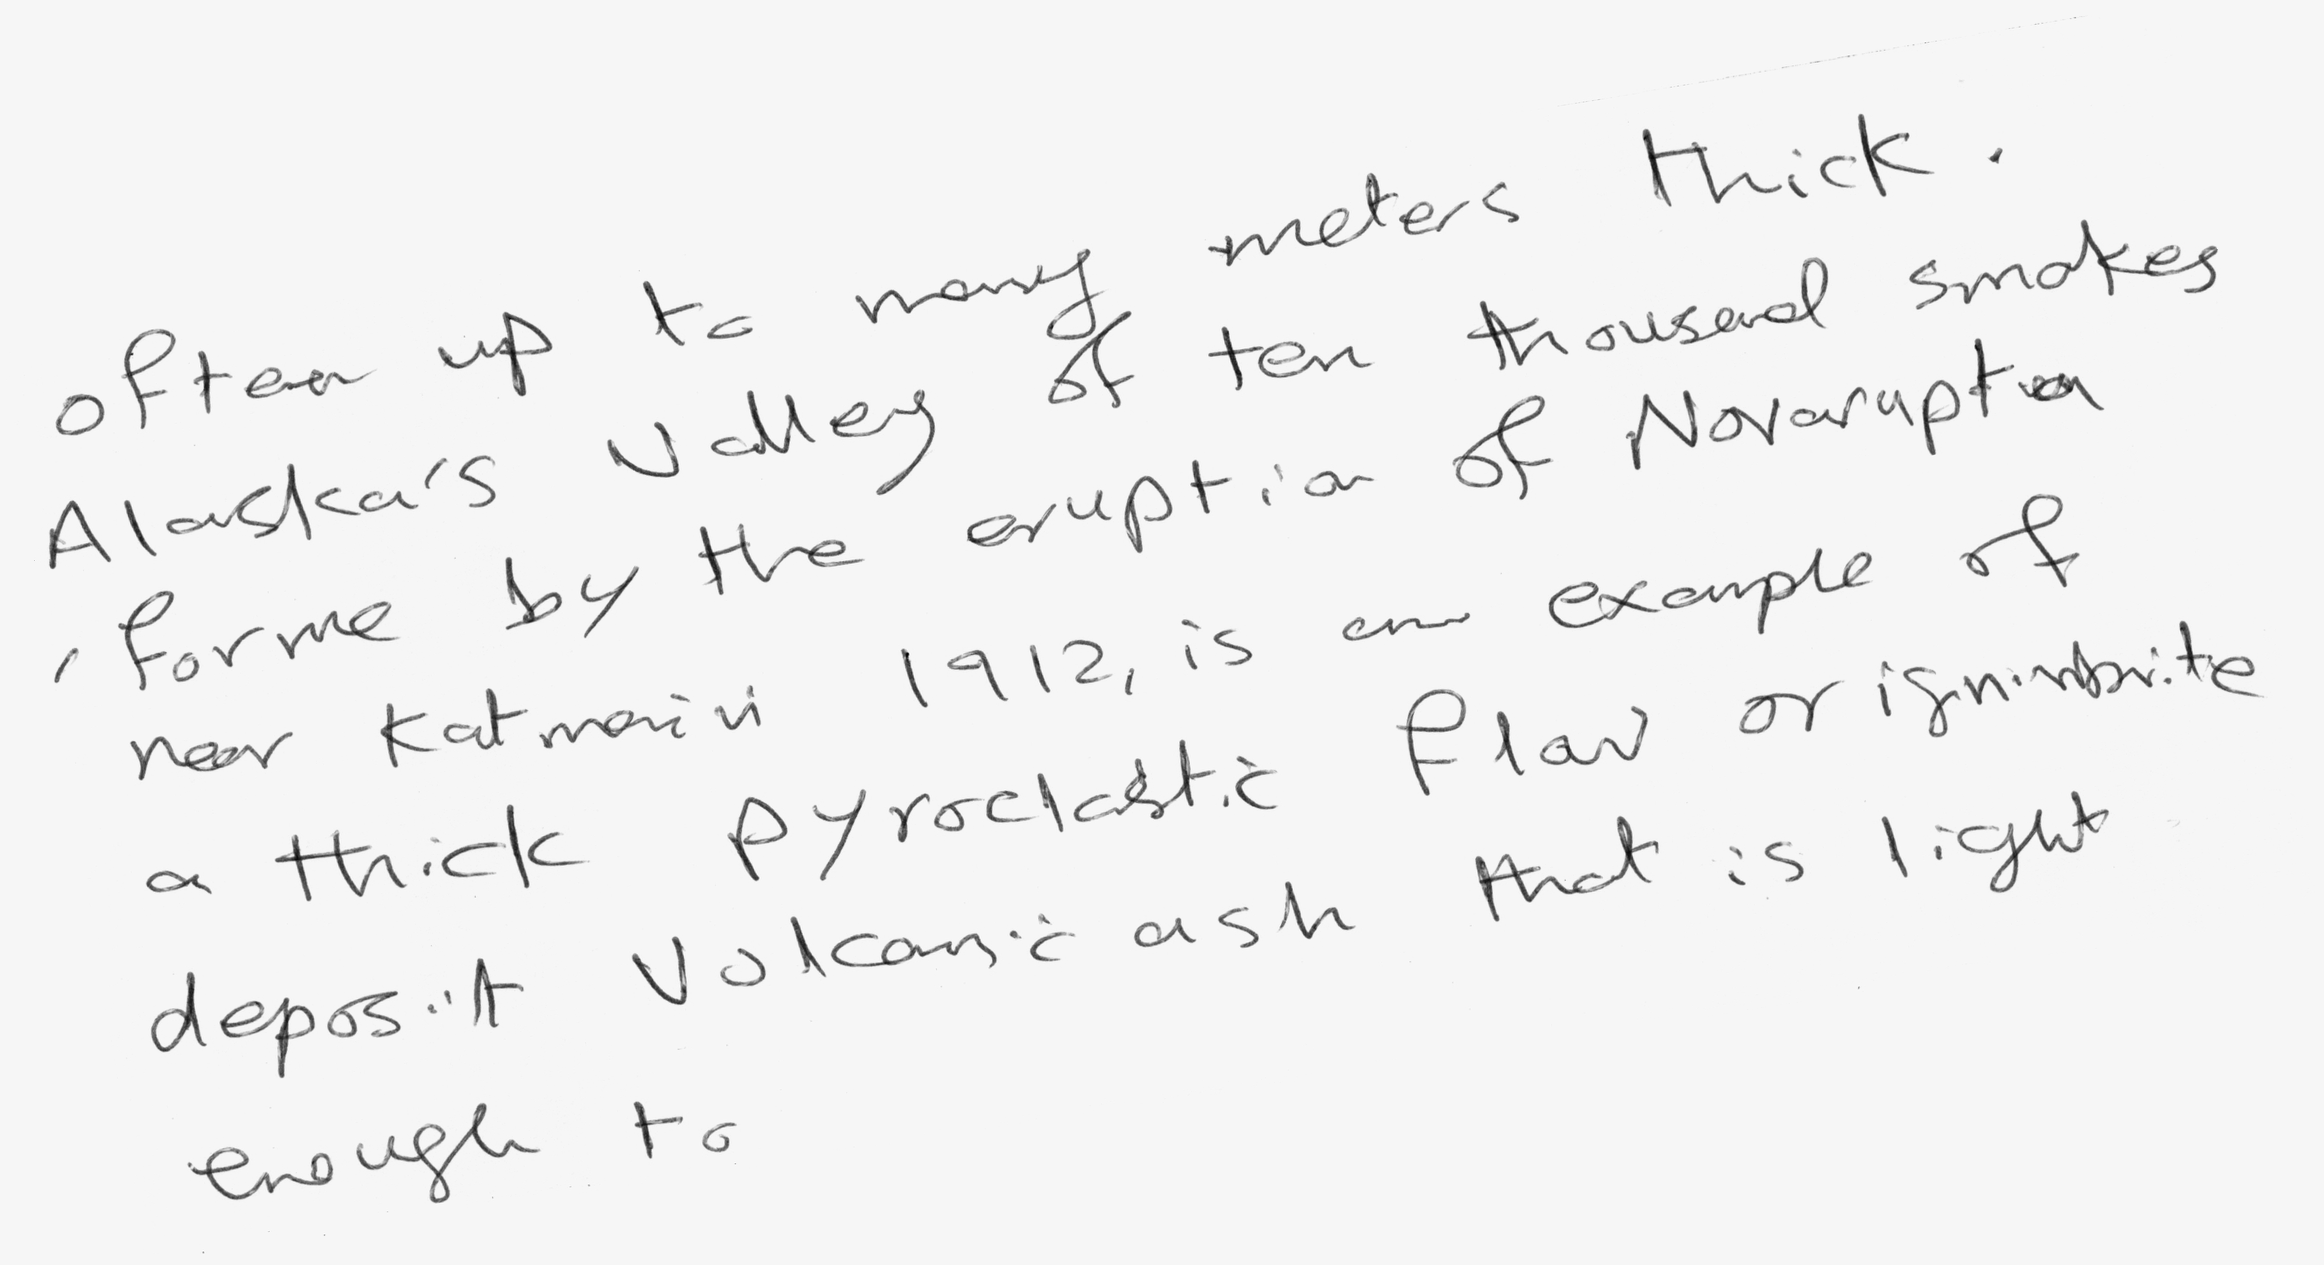 often up to many meters thick.
Alaska's Valley of ten thousand smokes
, forme by the eruption of Novarupta
near Katmai in 1912, is an example of
a thick pyroclastic flow or ignimbrite
deposit Volcanic ash that is light
enough to